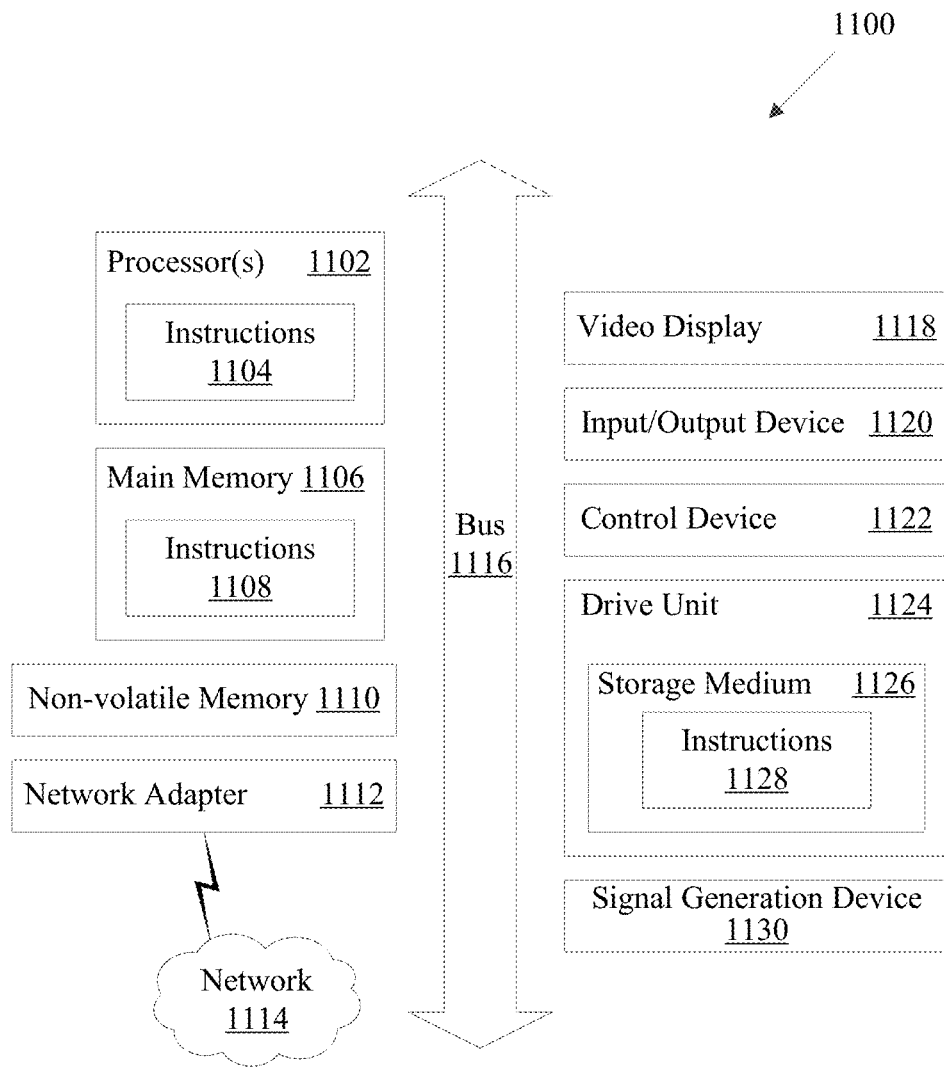 1100
Processor(s) 1102
Instructions
1104
Main Memory 1106
Instructions
1108
Non-volatile Memory 1110
Network Adapter 1112
Network
1114
Bus
1116
Video Display 1118
Input/Output Device 1120
Control Device 1122
Drive Unit 1124
Storage Medium 1126
Instructions
1128
Signal Generation Device
1130